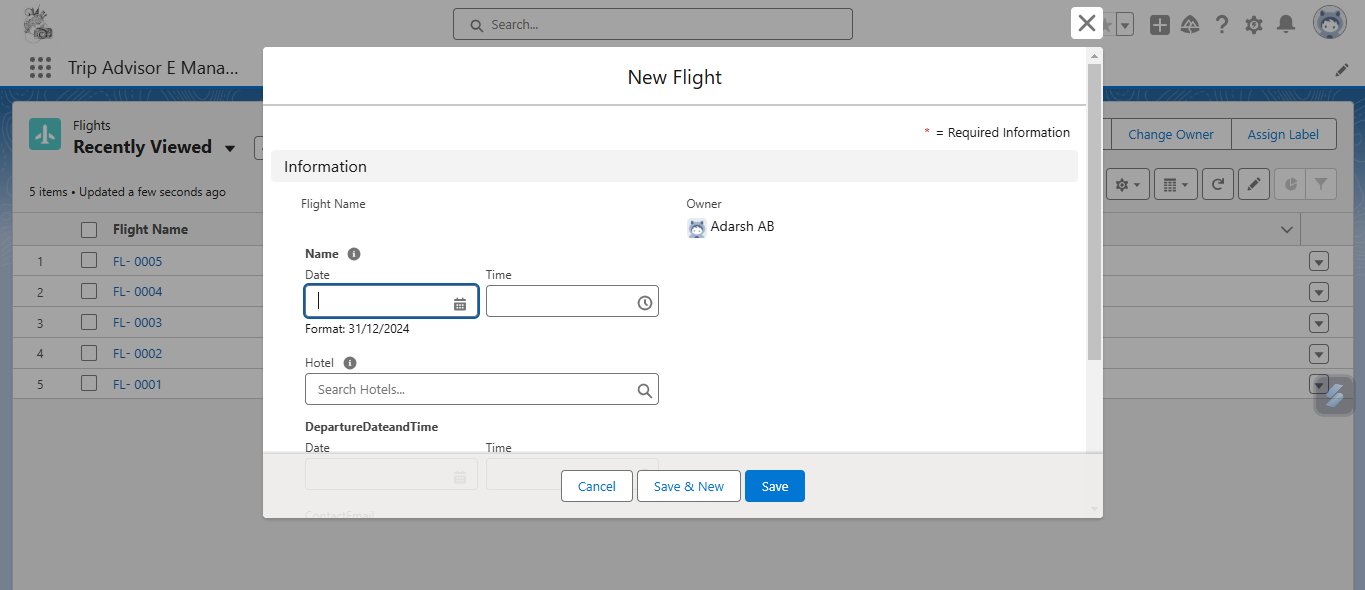 Search...
Trip Advisor E Mana...
Flights
Recently Viewed
5 items • Updated a few seconds ago
Change Owner
Assign Label
Flight Name
1 FL- 0005
2 FL- 0004
3 FL- 0003
4 FL- 0002
5 FL- 0001
New Flight
* = Required Information
Information
Flight Name
Owner
Adarsh AB
Name
Date Time
Format: 31/12/2024
Hotel
Search Hotels...
DepartureDateandTime
Date Time
ContactEmail
Cancel Save & New Save